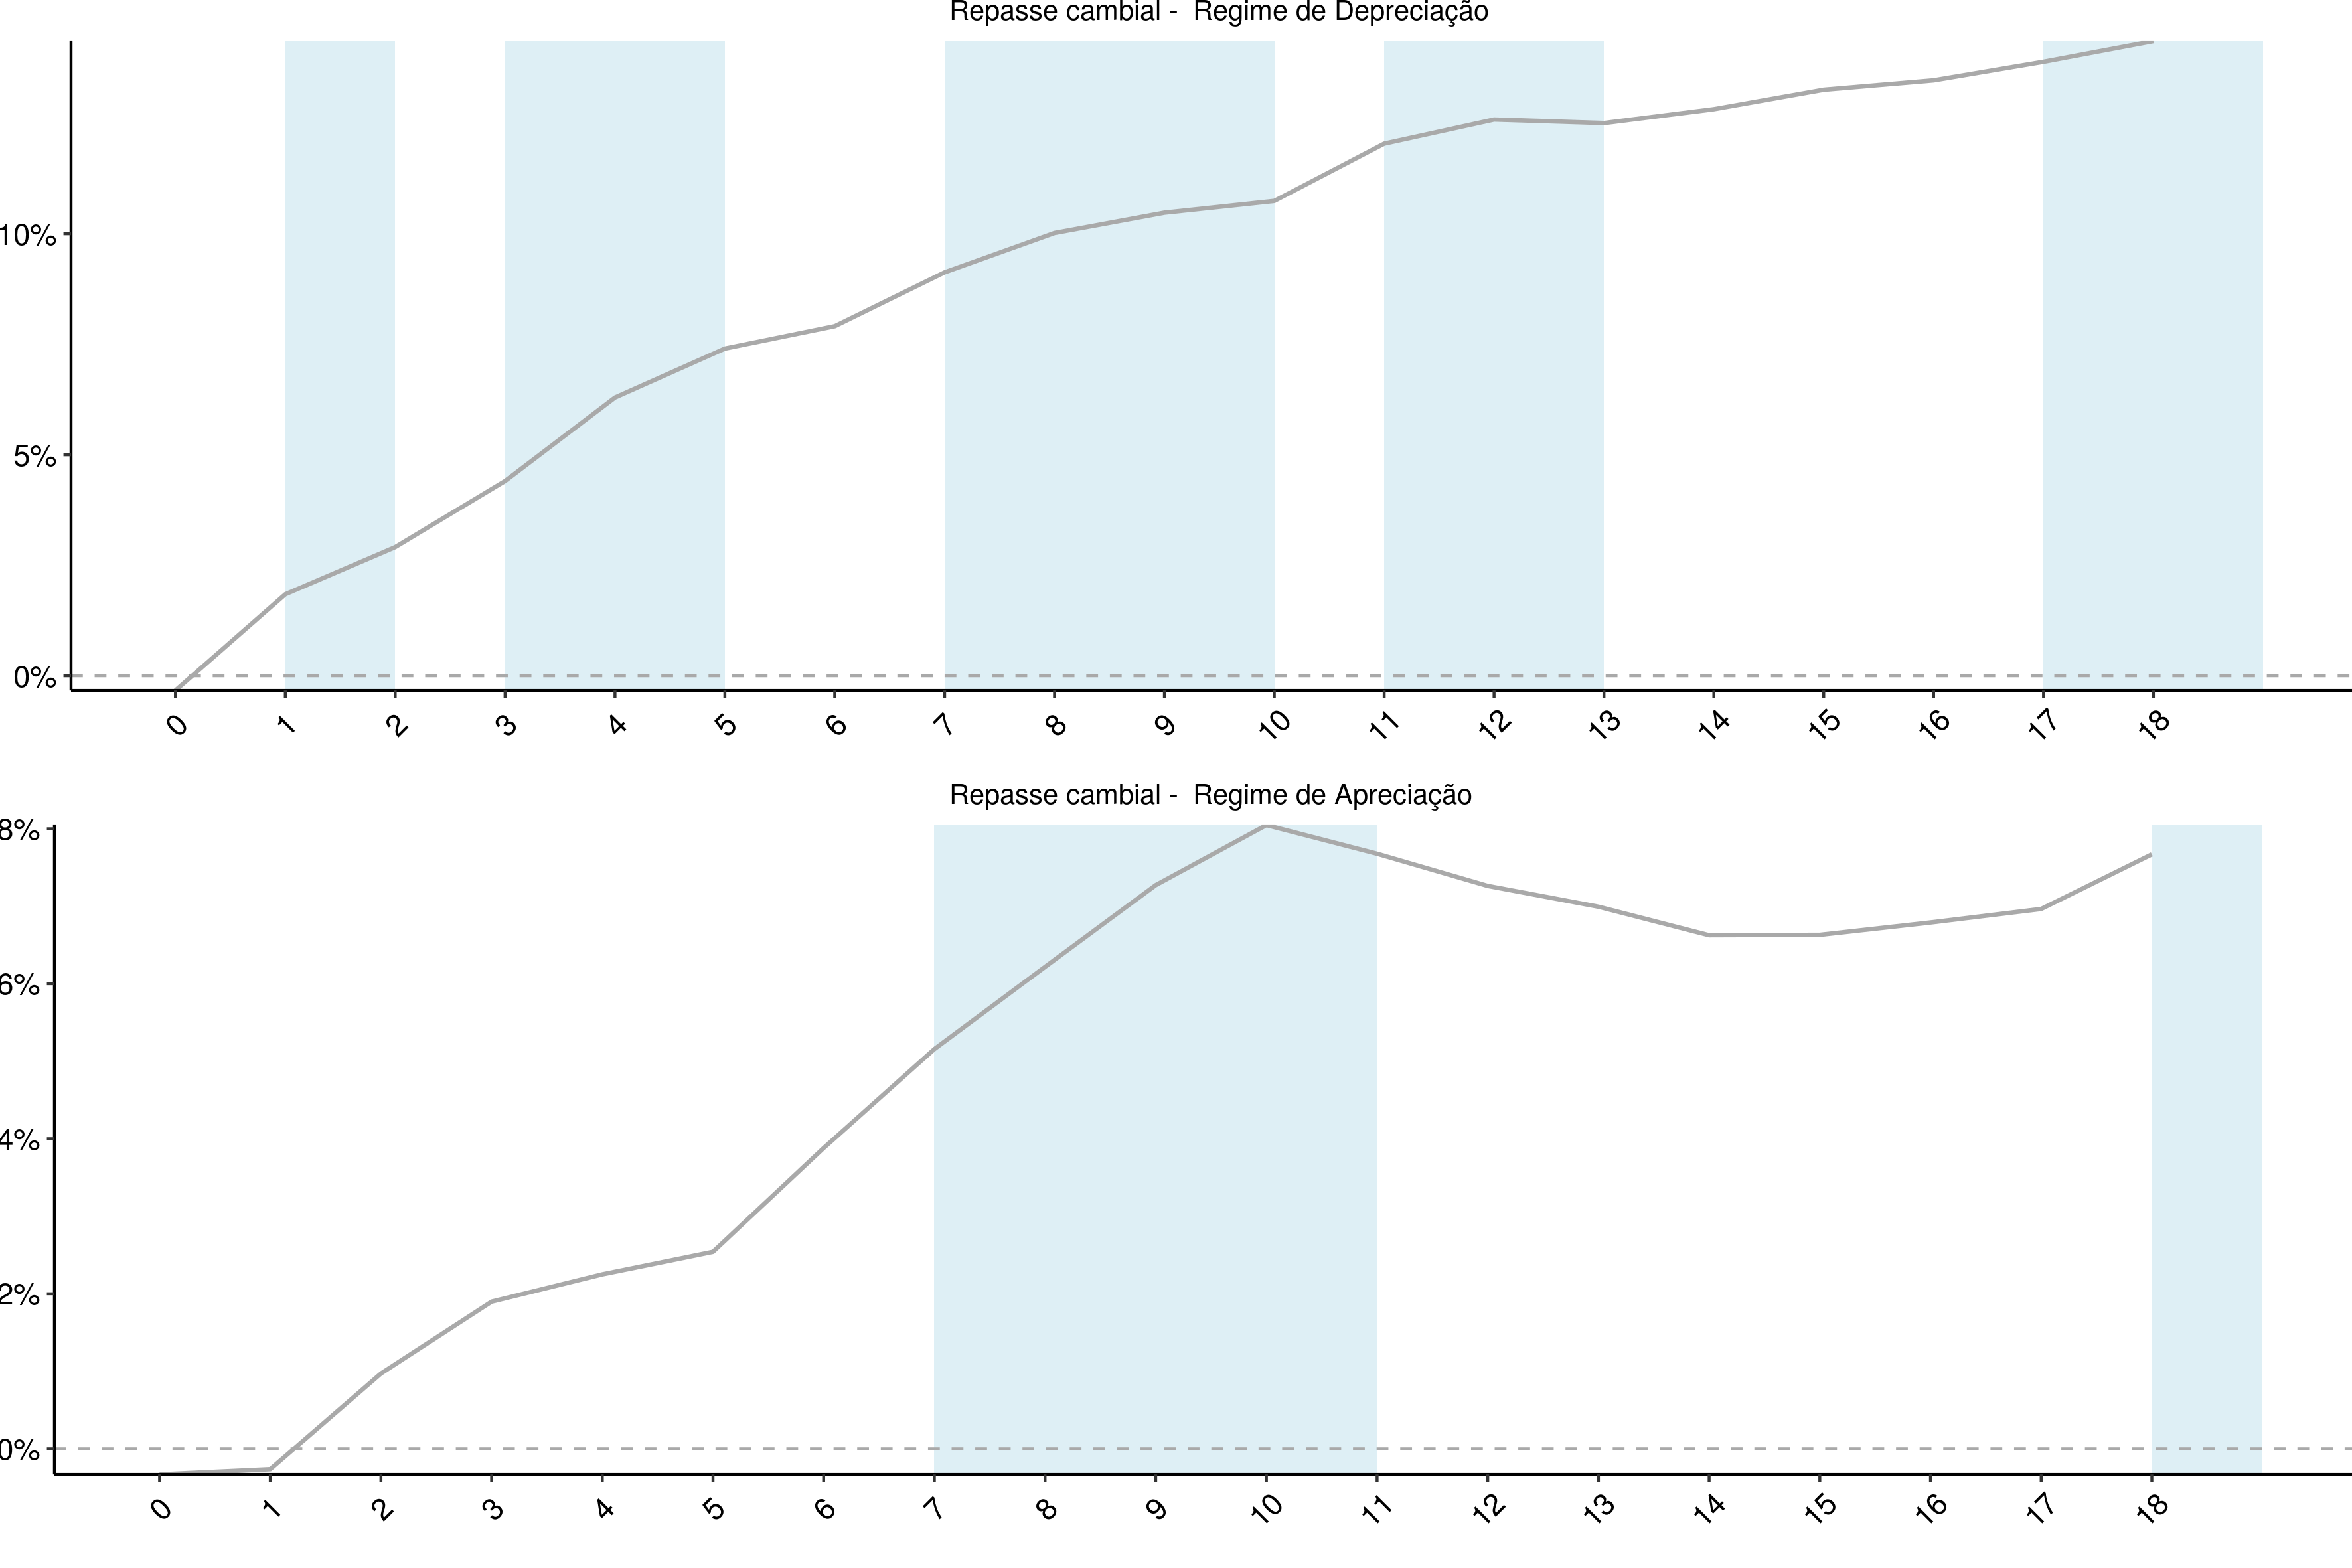 Repasse cambial -  Regime de Depreciação
10%
5%
0%
0 1 2 3 4 5 6 7 8 9 10 11 12 13 14 15 16 17 18
Repasse cambial -  Regime de Apreciação
8%
6%
4%
2%
0%
0 1 2 3 4 5 6 7 8 9 10 11 12 13 14 15 16 17 18